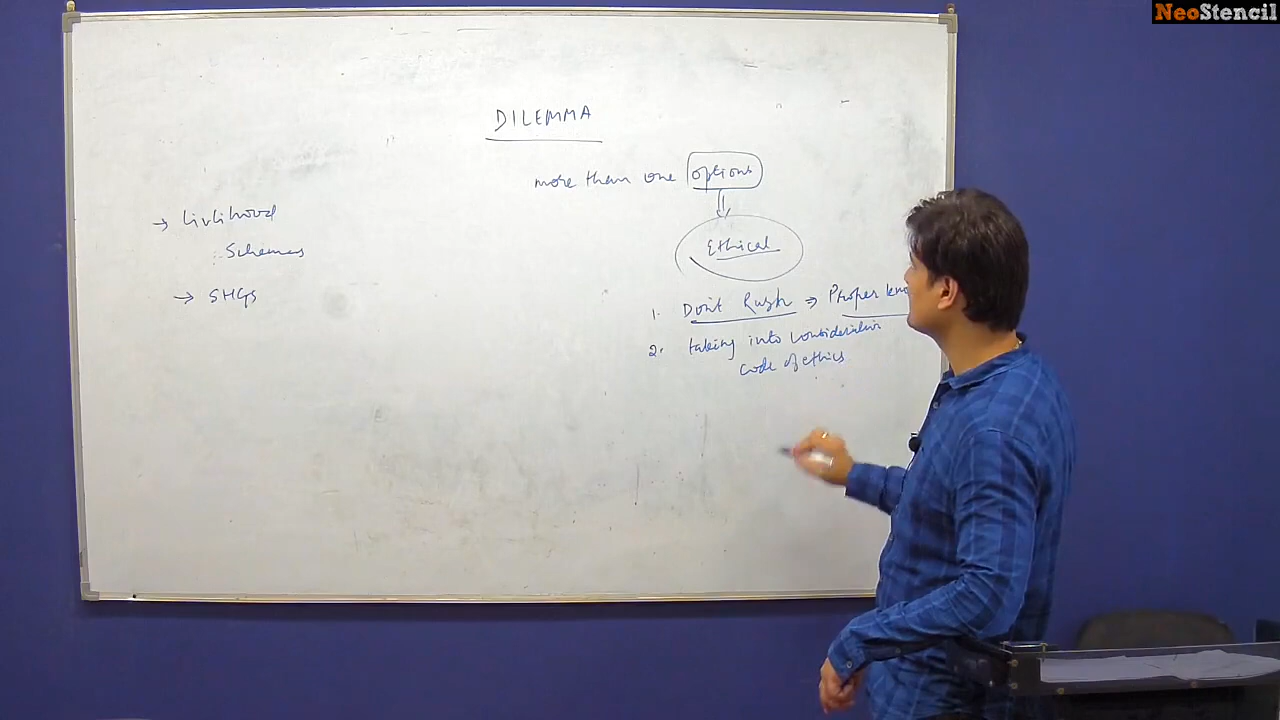 NeoStencil
DILEMMA
more than one options
Ethical
1. Don't Rush ⇒ Proper kno
2. taking into consideration
code of ethics
→ Livlihood
: Schemes
→ SHGs